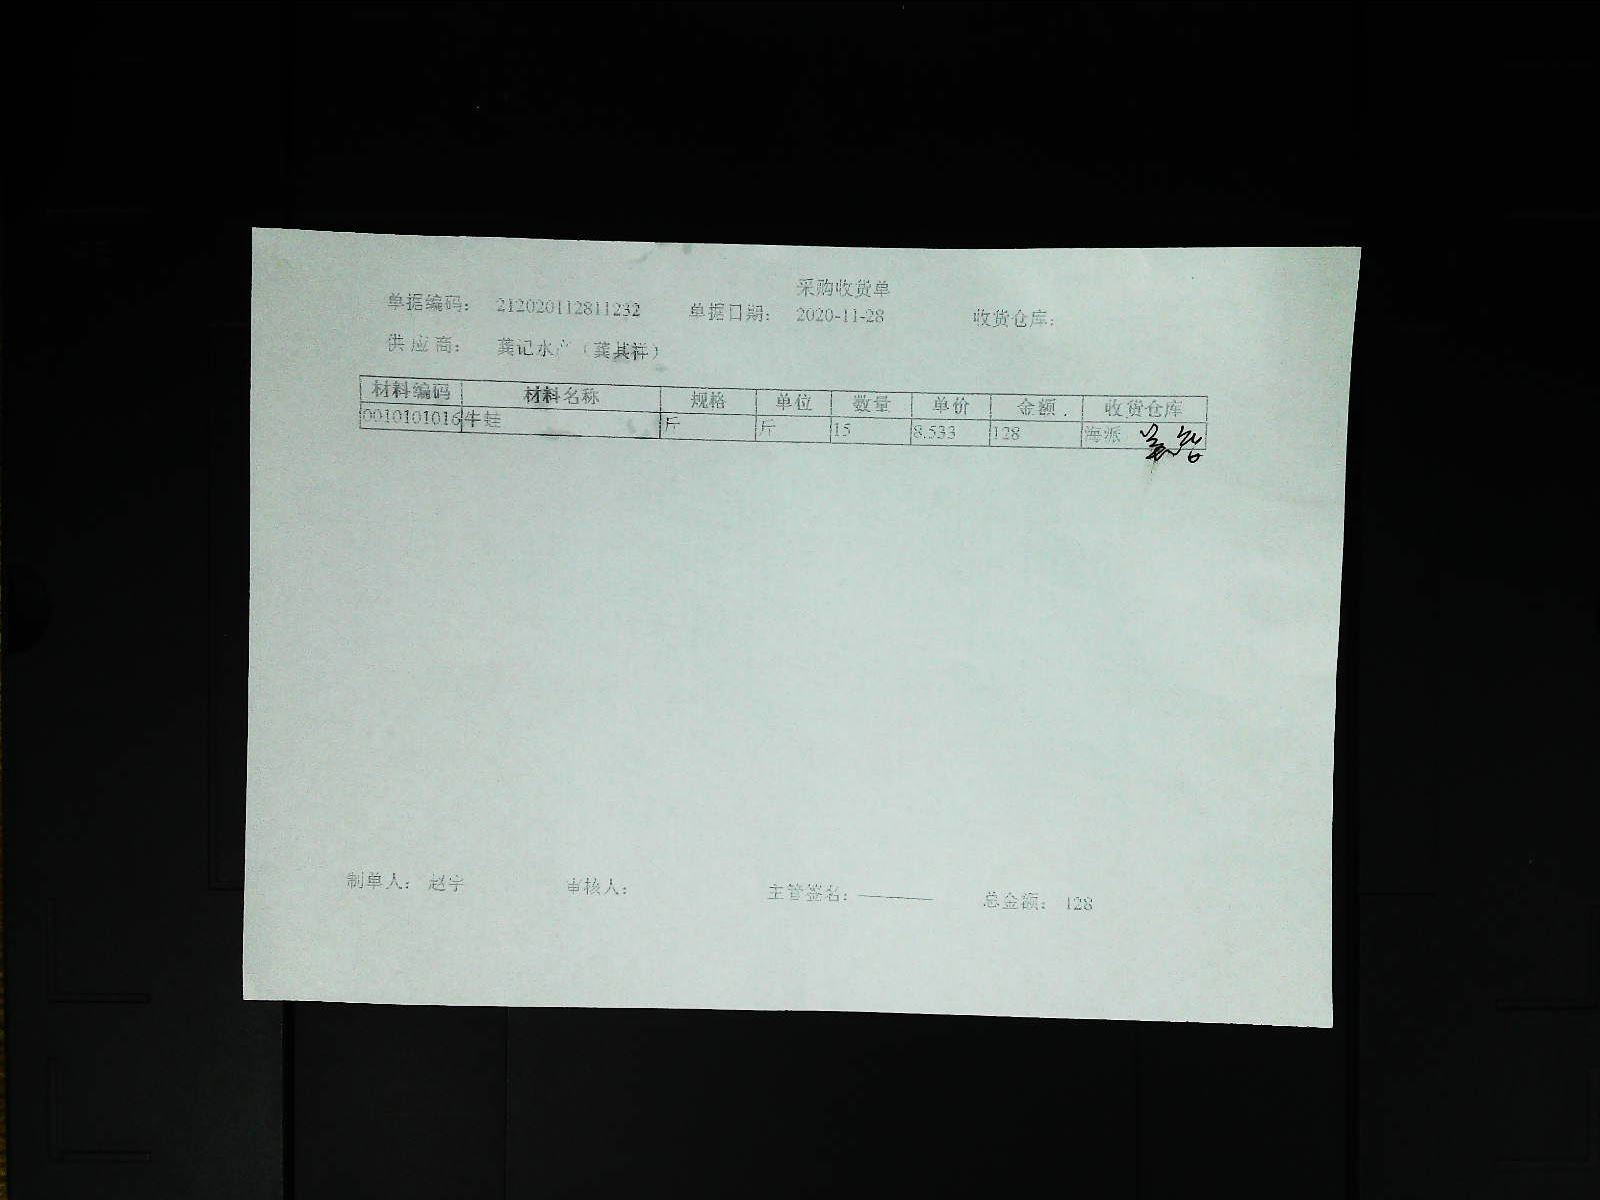 采购收货单
单据编码: 212020112811232 单据日期: 2020-11-28 收货仓库:
供应商: 龚记水产（龚其祥）
材料编码 材料名称 规格 单位 数量 单价 金额 收货仓库
0010101016 牛蛙 斤 斤 15 8.533 128 海派
制单人: 赵宇 审核人: 主管签名: 总金额: 128